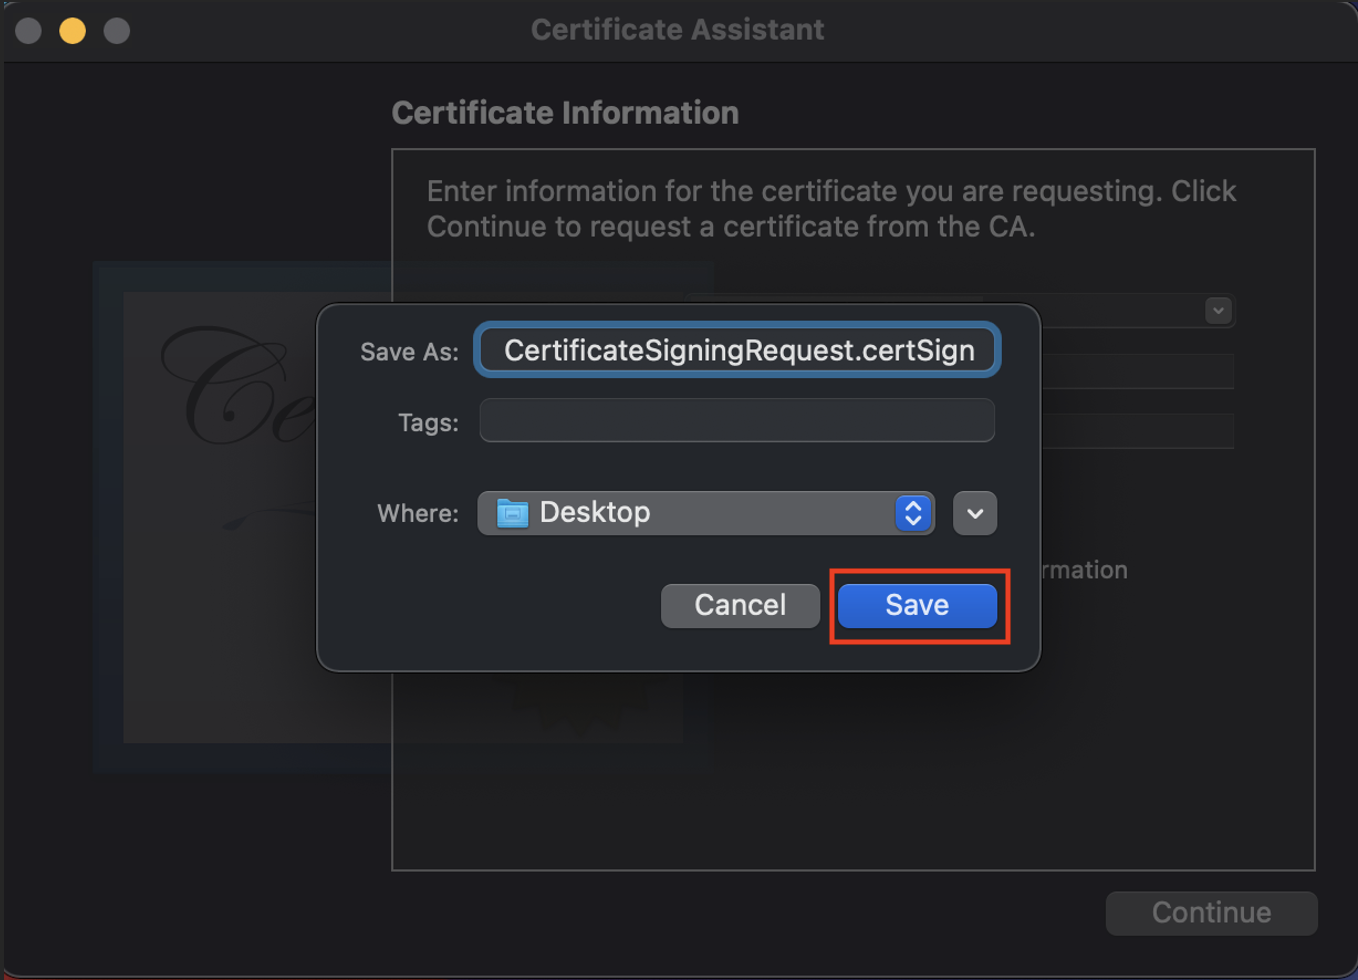 Certificate Assistant
Certificate Information
Enter information for the certificate you are requesting. Click
Continue to request a certificate from the CA.
Ce
Save As: CertificateSigningRequest.certSign
Tags:
Where: Desktop
rmation
Cancel Save
Continue